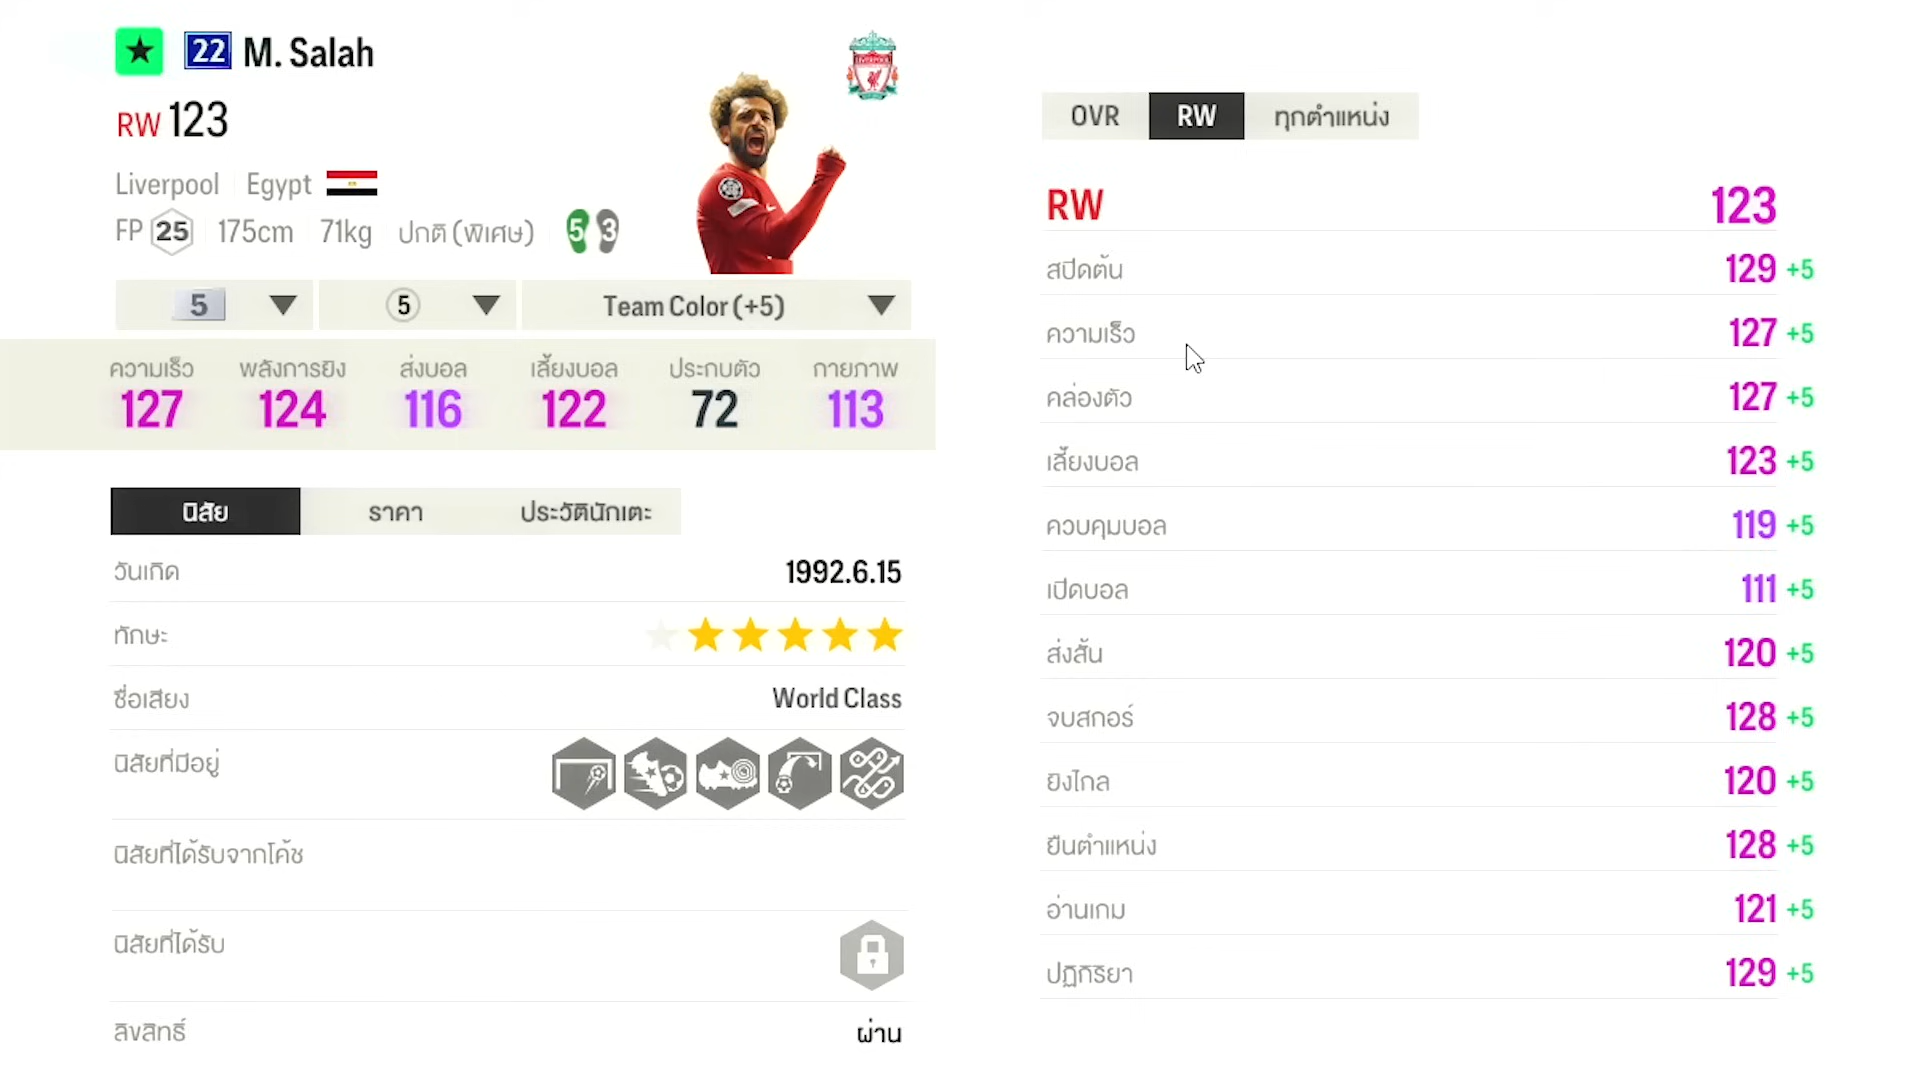 22 M. Salah
RW 123
Liverpool Egypt
FP 25 175cm 71kg ปกติ (พิเศษ) 5 3
5 5 Team Color (+5)
ความเร็ว พลังการยิง ส่งบอล เลี้ยงบอล ประกบตัว กายภาพ
127 124 116 122 72 113
นิสัย ราคา ประวัตินักเตะ
วันเกิด 1992.6.15
ทักษะ
ชื่อเสียง World Class
นิสัยที่มีอยู่
นิสัยที่ได้รับจากโค้ช
นิสัยที่ได้รับ
ลิขสิทธิ์ ผ่าน
OVR RW ทุกตำแหน่ง
RW 123
สปีดต้น 129 +5
ความเร็ว 127 +5
คล่องตัว 127 +5
เลี้ยงบอล 123 +5
ควบคุมบอล 119 +5
เปิดบอล 111 +5
ส่งสั้น 120 +5
จบสกอร์ 128 +5
ยิงไกล 120 +5
ยืนตำแหน่ง 128 +5
อ่านเกม 121 +5
ปฏิกิริยา 129 +5